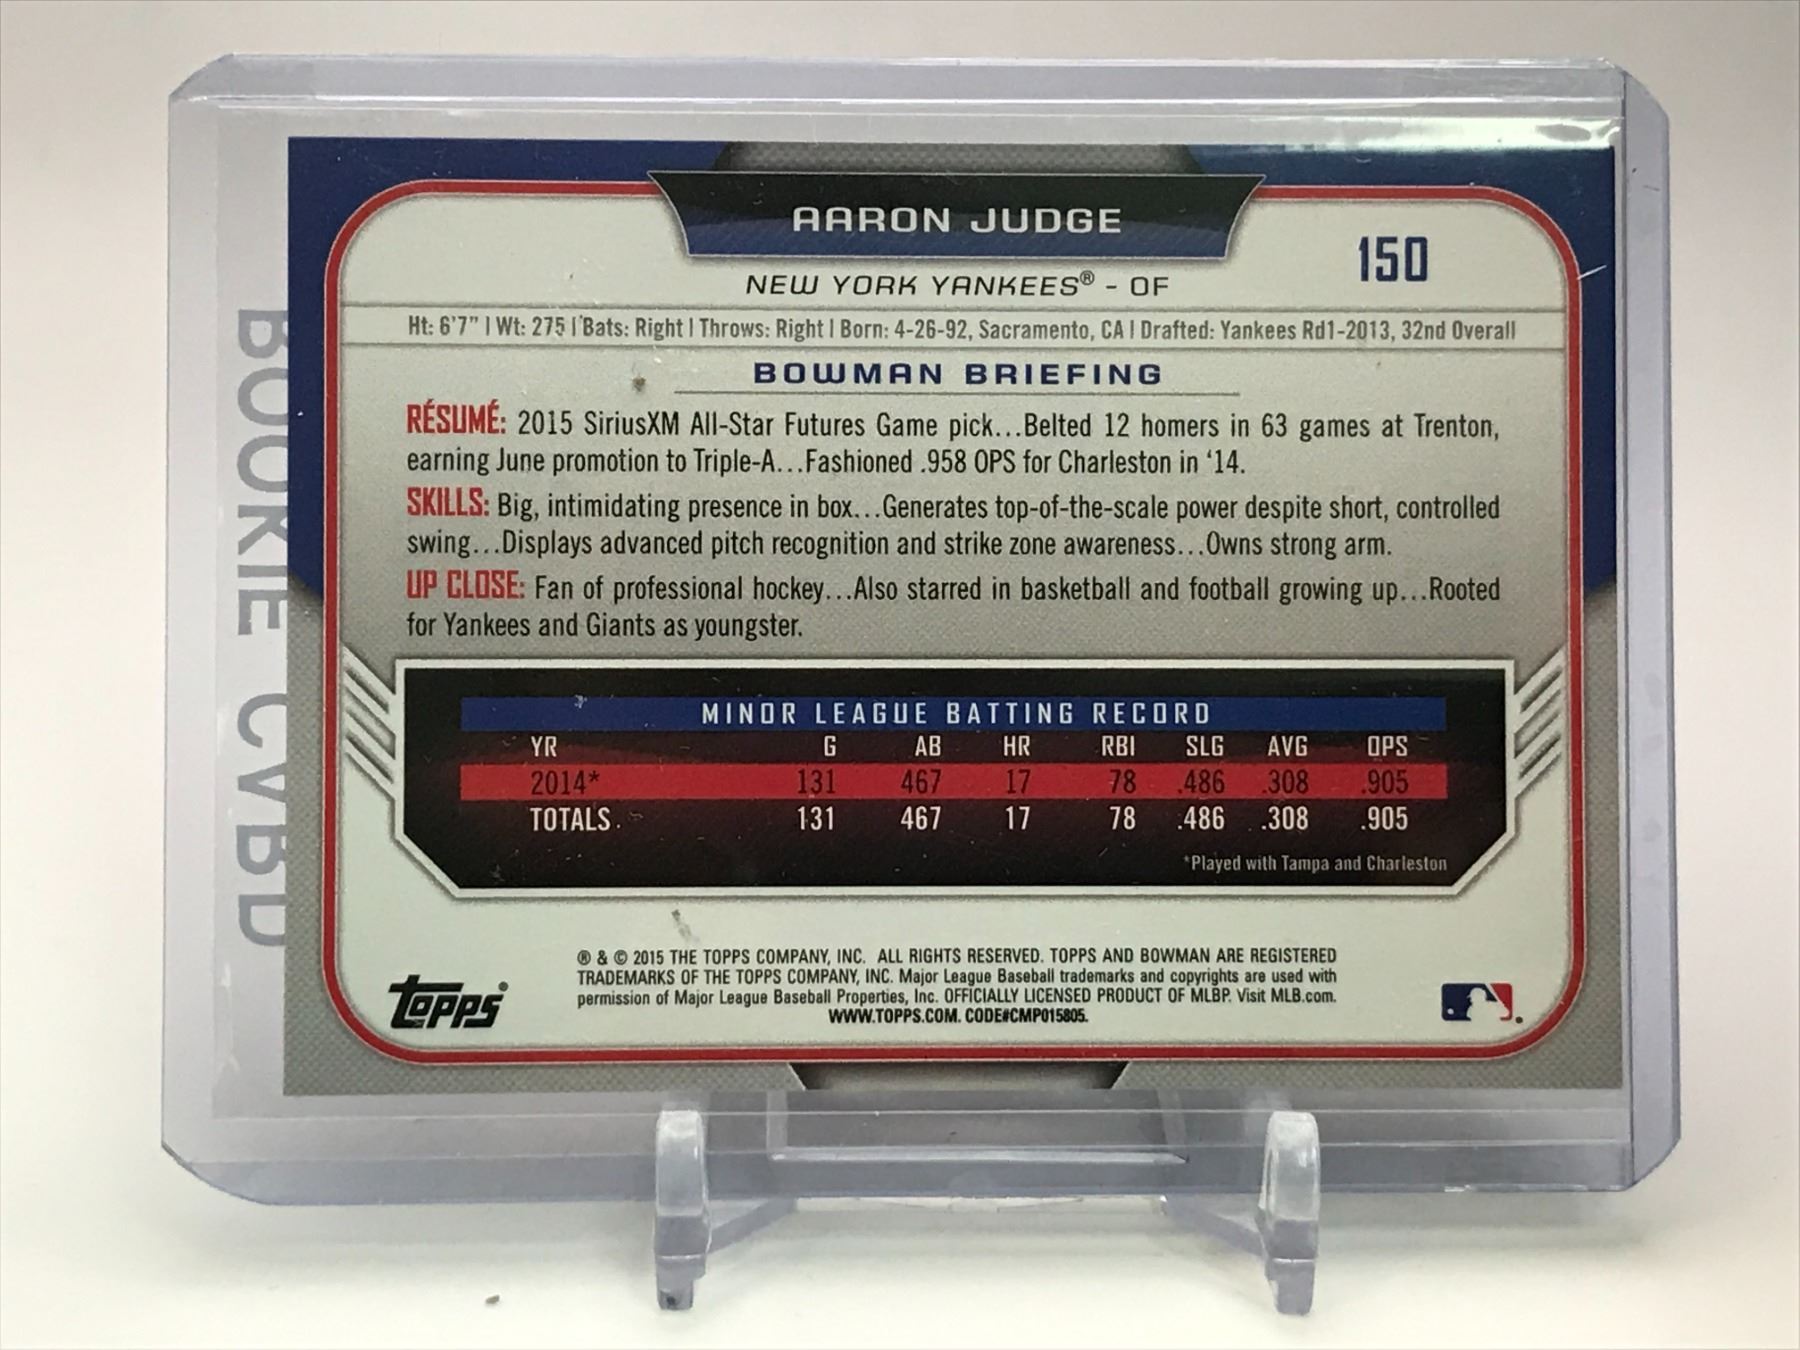 AARON JUDGE
150
NEW YORK YANKEES® - OF
Ht: 6'7" | Wt: 275 | Bats: Right | Throws: Right | Born: 4-26-92, Sacramento, CA | Drafted: Yankees Rd1-2013, 32nd Overall
BOWMAN BRIEFING
RÉSUMÉ: 2015 SiriusXM All-Star Futures Game pick...Belted 12 homers in 63 games at Trenton,
earning June promotion to Triple-A...Fashioned .958 OPS for Charleston in ‘14.
SKILLS: Big, intimidating presence in box...Generates top-of-the-scale power despite short, controlled
swing...Displays advanced pitch recognition and strike zone awareness...Owns strong arm.
UP CLOSE: Fan of professional hockey...Also starred in basketball and football growing up...Rooted
for Yankees and Giants as youngster.
MINOR LEAGUE BATTING RECORD
YR G AB HR RBI SLG AVG OPS
2014* 131 467 17 78 .486 .308 .905
TOTALS 131 467 17 78 .486 .308 .905
*Played with Tampa and Charleston
® & © 2015 THE TOPPS COMPANY, INC. ALL RIGHTS RESERVED. TOPPS AND BOWMAN ARE REGISTERED
TRADEMARKS OF THE TOPPS COMPANY, INC. Major League Baseball trademarks and copyrights are used with
permission of Major League Baseball Properties, Inc. OFFICIALLY LICENSED PRODUCT OF MLBP. Visit MLB.com.
WWW.TOPPS.COM. CODE#CMP015805.
topps®